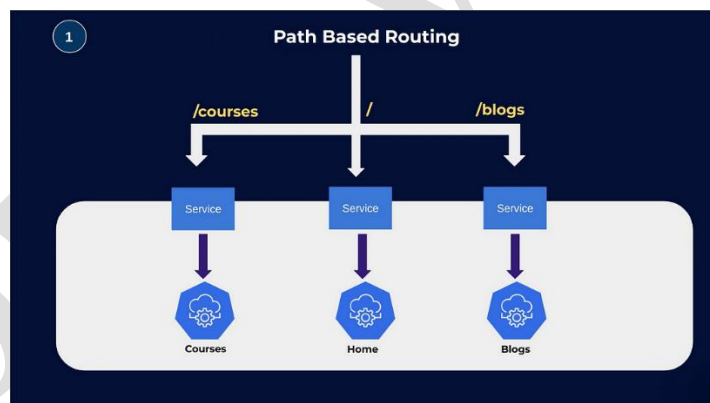 1
Path Based Routing
/courses
/
/blogs
Service
Service
Service
Courses
Home
Blogs